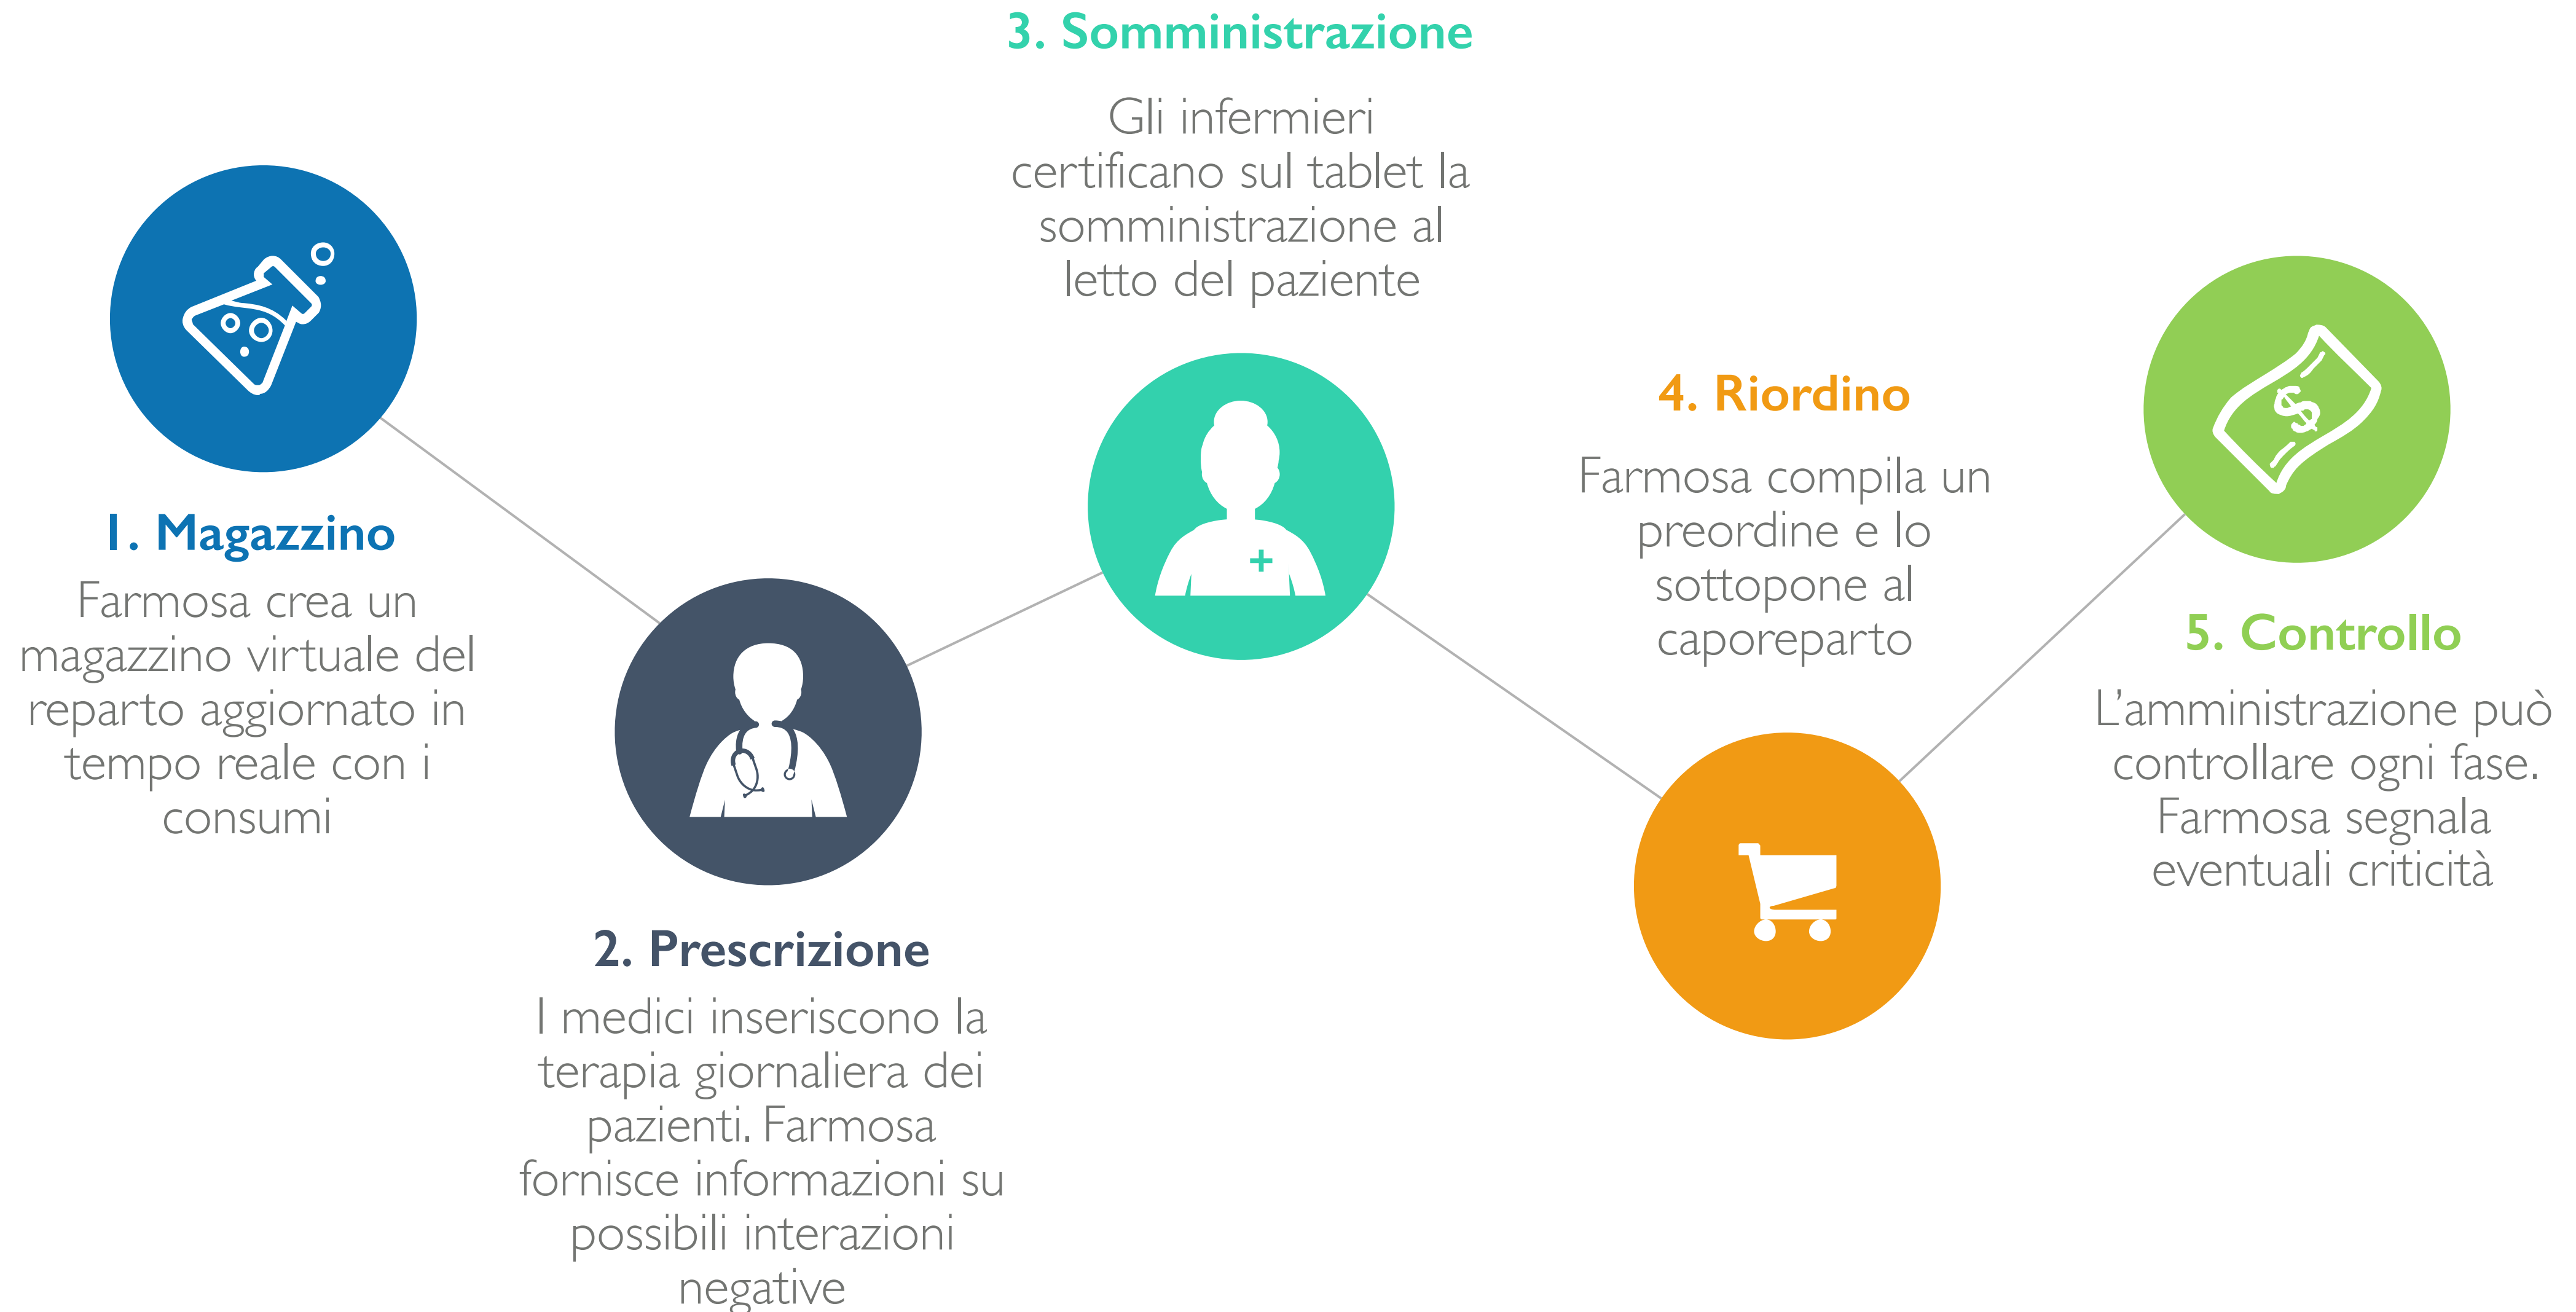 1. Magazzino
Farmosa crea un
magazzino virtuale del
reparto aggiornato in
tempo reale con i
consumi
2. Prescrizione
I medici inseriscono la
terapia giornaliera dei
pazienti. Farmosa
fornisce informazioni su
possibili interazioni
negative
3. Somministrazione
Gli infermieri
certificano sul tablet la
somministrazione al
letto del paziente
4. Riordino
Farmosa compila un
preordine e lo
sottopone al
caporeparto
$
5. Controllo
L’amministrazione può
controllare ogni fase.
Farmosa segnala
eventuali criticità